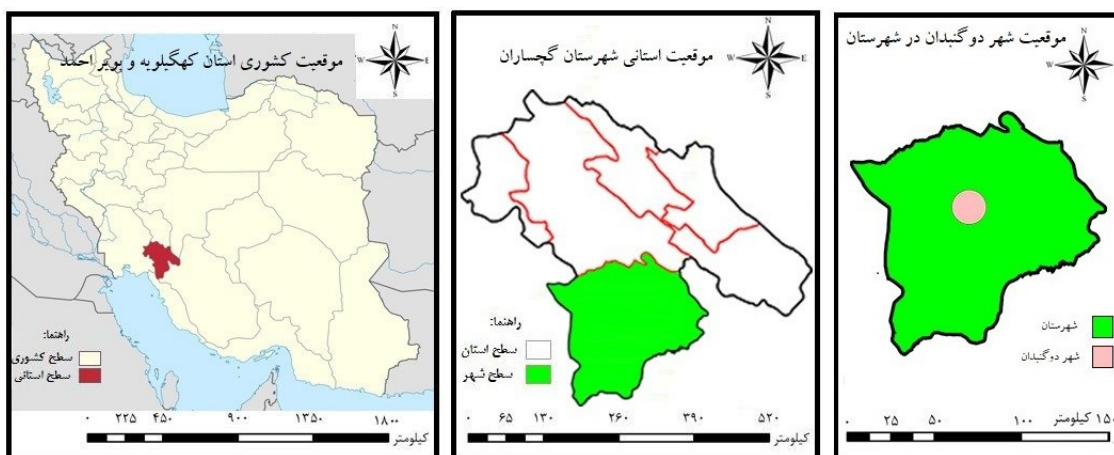 موقعیت کشوری استان کهگیلویه و بویر احمد
N
W E
S
راهنما:
سطح کشوری
سطح استانی
۰ ۲۲۵ ۴۵۰ ۹۰۰ ۱۳۵۰ ۱۸۰۰
کیلومتر
موقعیت استانی شهرستان گچساران
N
W E
S
راهنما:
سطح استان
سطح شهر
۰ ۶۵ ۱۳۰ ۲۶۰ ۳۹۰ ۵۲۰
کیلومتر
موقعیت شهر دوگنبدان در شهرستان
N
W E
S
شهرستان
شهر دوگنبدان
۰ ۲۵ ۵۰ ۱۰۰ ۱۵۰ کیلومتر